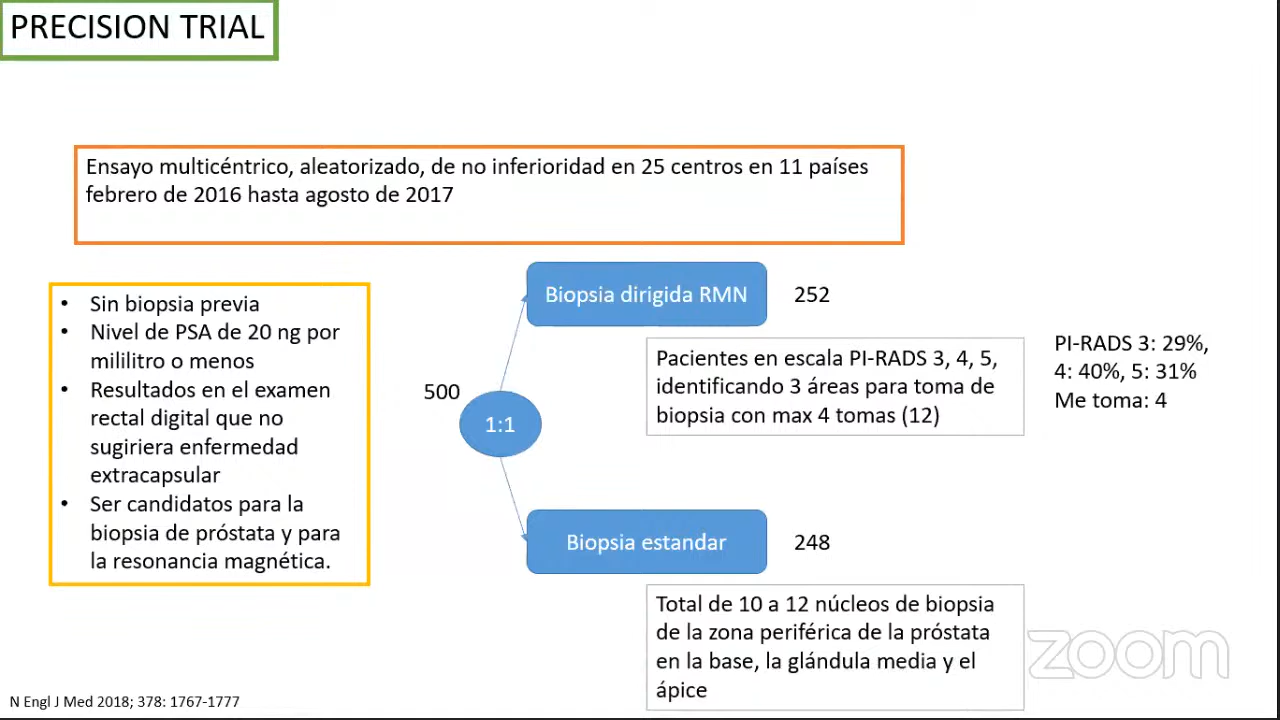 PRECISION TRIAL
Ensayo multicéntrico, aleatorizado, de no inferioridad en 25 centros en 11 países
febrero de 2016 hasta agosto de 2017
• Sin biopsia previa
• Nivel de PSA de 20 ng por
mililitro o menos
• Resultados en el examen
rectal digital que no
sugiriera enfermedad
extracapsular
• Ser candidatos para la
biopsia de próstata y para
la resonancia magnética.
500
1:1
Biopsia dirigida RMN
252
Pacientes en escala PI-RADS 3, 4, 5,
identificando 3 áreas para toma de
biopsia con max 4 tomas (12)
PI-RADS 3: 29%,
4: 40%, 5: 31%
Me toma: 4
Biopsia estandar
248
Total de 10 a 12 núcleos de biopsia
de la zona periférica de la próstata
en la base, la glándula media y el
ápice
zoom
N Engl J Med 2018; 378: 1767-1777